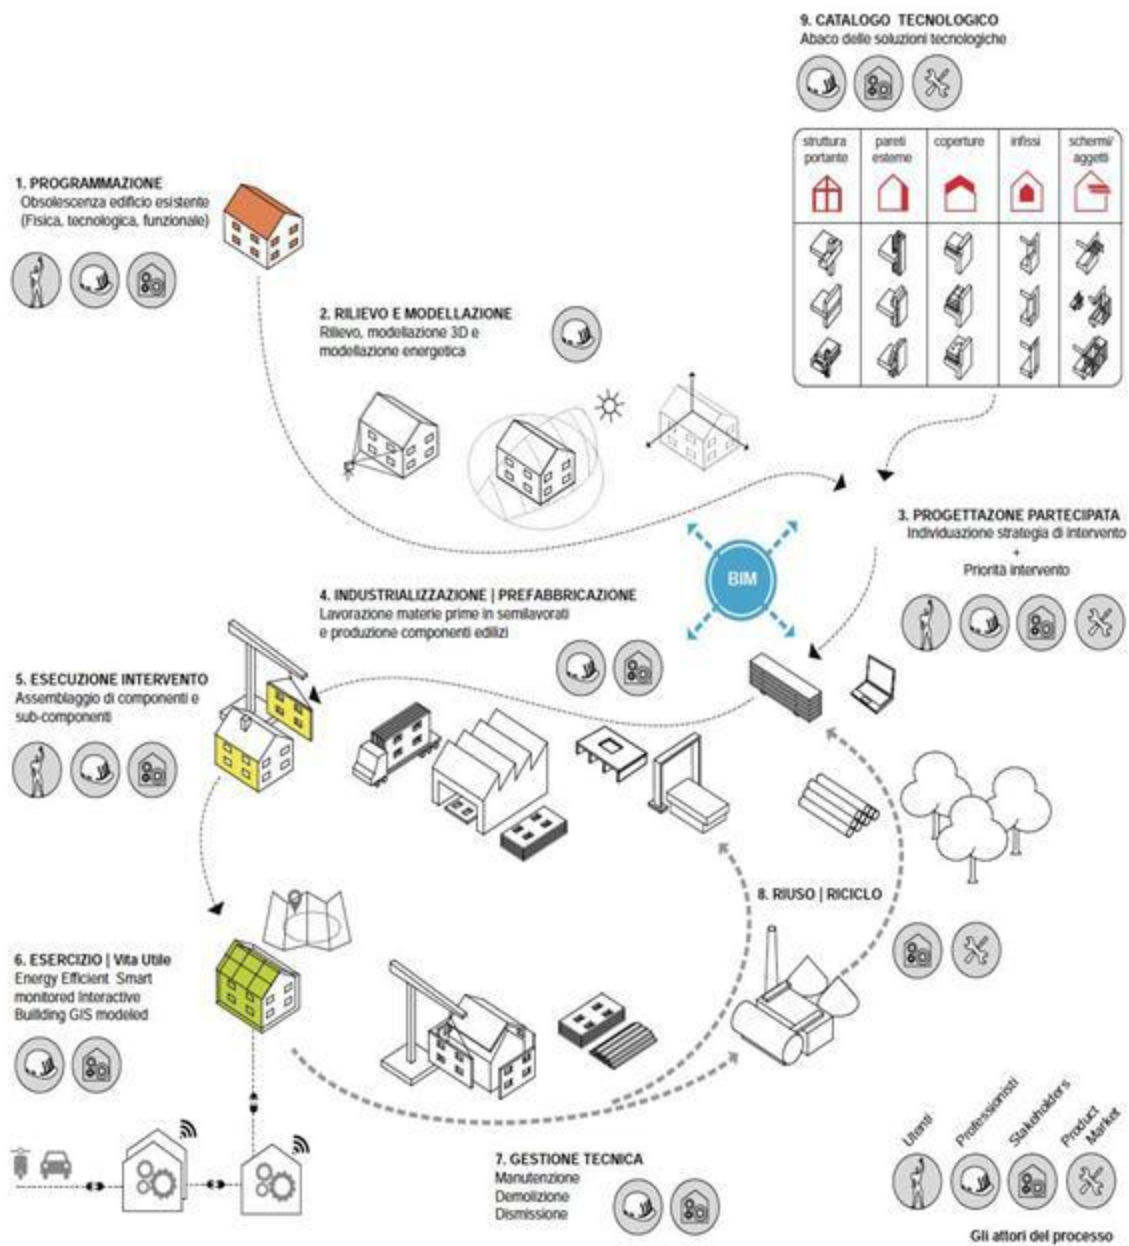 9. CATALOGO TECNOLOGICO
Abaco delle soluzioni tecnologiche
struttura portante
pareti esterne
coperture
infissi
schermi/ aggetti
1. PROGRAMMAZIONE
Obsolescenza edificio esistente
(Fisica, tecnologica, funzionale)
2. RILIEVO E MODELLAZIONE
Rilievo, modellazione 3D e
modellazione energetica
3. PROGETTAZONE PARTECIPATA
Individuazione strategia di intervento
+
Priorità intervento
BIM
4. INDUSTRIALIZZAZIONE | PREFABBRICAZIONE
Lavorazione materie prime in semilavorati
e produzione componenti edilizi
5. ESECUZIONE INTERVENTO
Assemblaggio di componenti e
sub-componenti
8. RIUSO | RICICLO
6. ESERCIZIO | Vita Utile
Energy Efficient Smart
monitored Interactive
Builiding GIS modeled
7. GESTIONE TECNICA
Manutenzione
Demolizione
Dismissione
Utenti
Professionisti
Stakeholders
Product
Market
Gli attori del processo